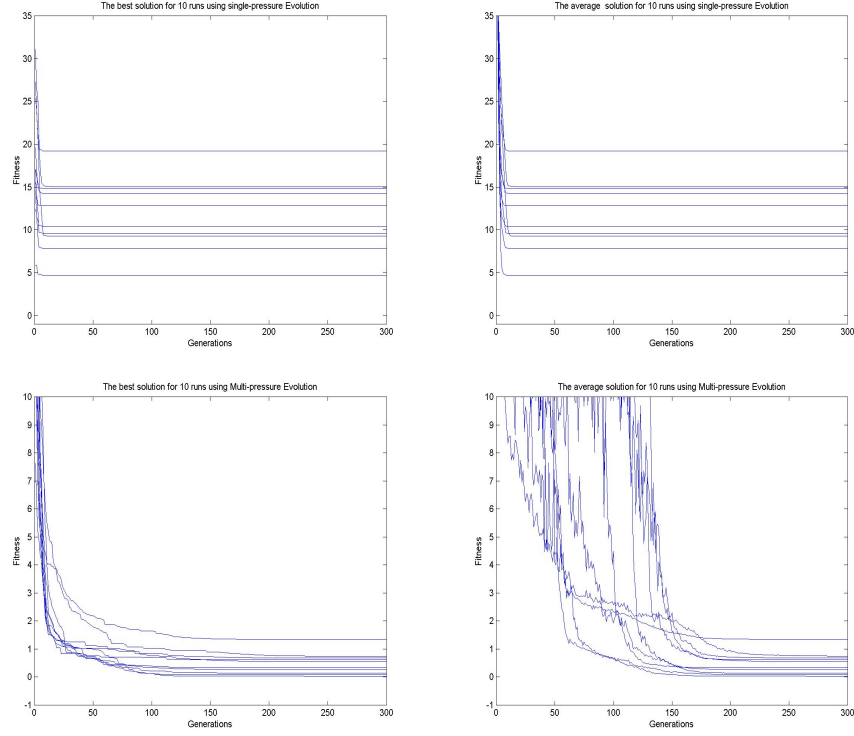 The best solution for 10 runs using single-pressure Evolution
35
30
25
20
15
10
5
0
Fitness
0 50 100 150 200 250 300
Generations
The average solution for 10 runs using single-pressure Evolution
35
30
25
20
15
10
5
0
Fitness
0 50 100 150 200 250 300
Generations
The best solution for 10 runs using Multi-pressure Evolution
10
9
8
7
6
5
4
3
2
1
0
-1
Fitness
0 50 100 150 200 250 300
Generations
The average solution for 10 runs using Multi-pressure Evolution
10
9
8
7
6
5
4
3
2
1
0
-1
Fitness
0 50 100 150 200 250 300
Generations